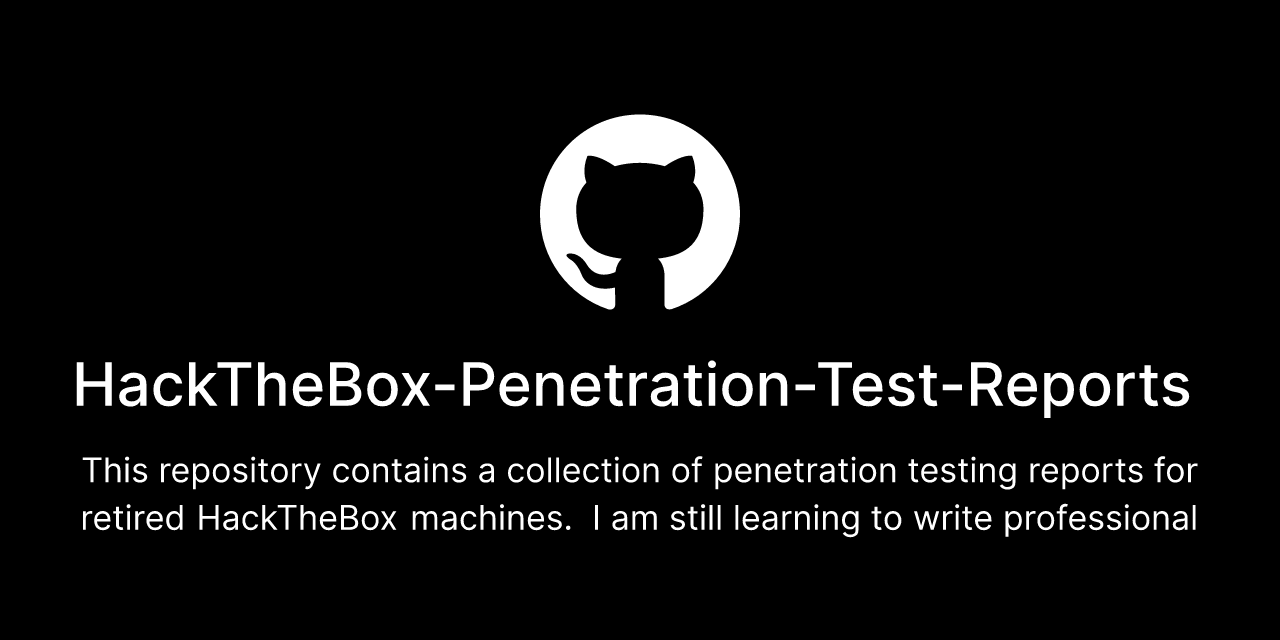 HackTheBox-Penetration-Test-Reports
This repository contains a collection of penetration testing reports for
retired HackTheBox machines.  I am still learning to write professional